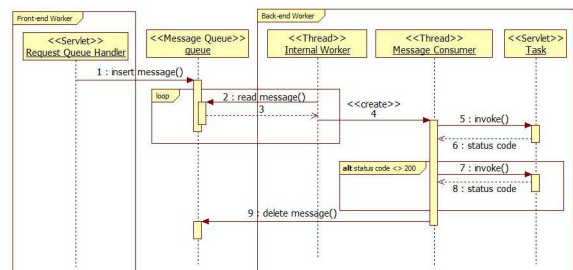 Front-end Worker
Back-end Worker
<<Servlet>>
Request Queue Handler
<<Message Queue>>
queue
<<Thread>>
Internal Worker
<<Thread>>
Message Consumer
<<Servlet>>
Task
1 : insert message()
loop
2 : read message()
3
<<create>>
4
5 : invoke()
6 : status code
alt status code <> 200
7 : invoke()
8 : status code
9 : delete message()